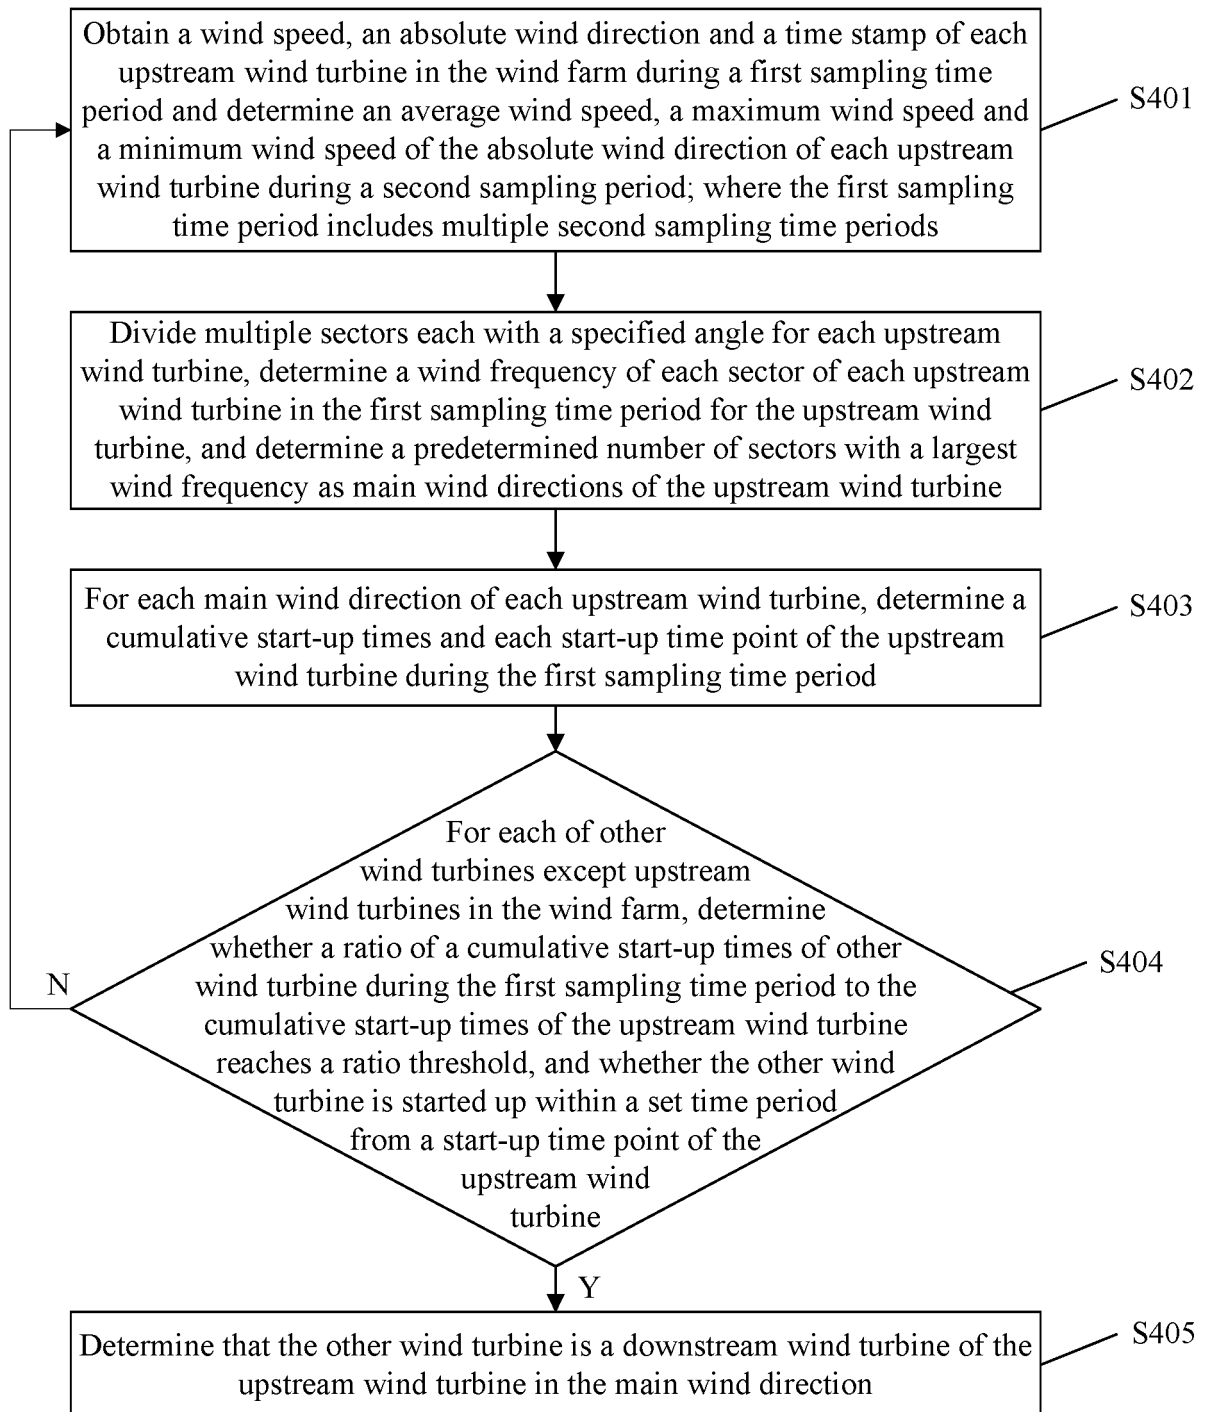 Obtain a wind speed, an absolute wind direction and a time stamp of each
upstream wind turbine in the wind farm during a first sampling time
period and determine an average wind speed, a maximum wind speed and
a minimum wind speed of the absolute wind direction of each upstream
wind turbine during a second sampling period; where the first sampling
time period includes multiple second sampling time periods
S401
Divide multiple sectors each with a specified angle for each upstream
wind turbine, determine a wind frequency of each sector of each upstream
wind turbine in the first sampling time period for the upstream wind
turbine, and determine a predetermined number of sectors with a largest
wind frequency as main wind directions of the upstream wind turbine
S402
For each main wind direction of each upstream wind turbine, determine a
cumulative start-up times and each start-up time point of the upstream
wind turbine during the first sampling time period
S403
For each of other
wind turbines except upstream
wind turbines in the wind farm, determine
whether a ratio of a cumulative start-up times of other
wind turbine during the first sampling time period to the
cumulative start-up times of the upstream wind turbine
reaches a ratio threshold, and whether the other wind
turbine is started up within a set time period
from a start-up time point of the
upstream wind
turbine
S404
N
Y
Determine that the other wind turbine is a downstream wind turbine of the
upstream wind turbine in the main wind direction
S405